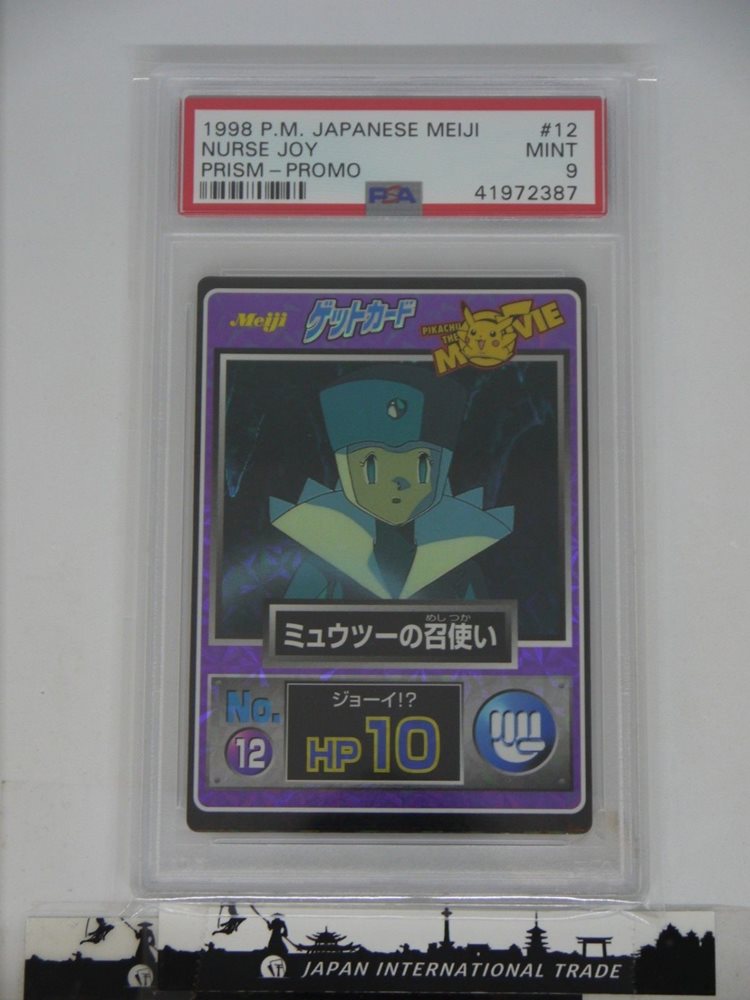 1998 P.M. JAPANESE MEIJI #12
NURSE JOY MINT
PRISM – PROMO 9
PSA 41972387
Meiji ゲットカード PIKACHU THE MOVIE
めし つか
ミュウツーの召使い
No. 12
ジョーイ!?
HP 10
JAPAN INTERNATIONAL TRADE